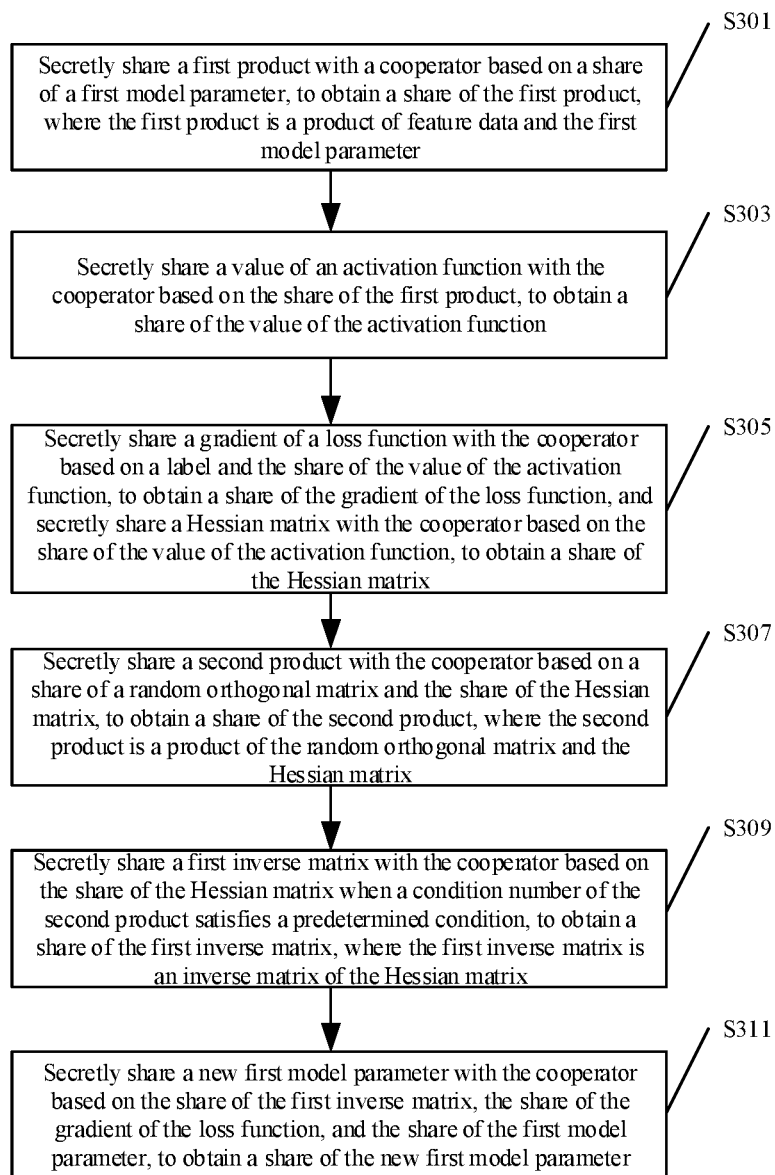 S301
Secretly share a first product with a cooperator based on a share
of a first model parameter, to obtain a share of the first product,
where the first product is a product of feature data and the first
model parameter
S303
Secretly share a value of an activation function with the
cooperator based on the share of the first product, to obtain a
share of the value of the activation function
S305
Secretly share a gradient of a loss function with the cooperator
based on a label and the share of the value of the activation
function, to obtain a share of the gradient of the loss function, and
secretly share a Hessian matrix with the cooperator based on the
share of the value of the activation function, to obtain a share of
the Hessian matrix
S307
Secretly share a second product with the cooperator based on a
share of a random orthogonal matrix and the share of the Hessian
matrix, to obtain a share of the second product, where the second
product is a product of the random orthogonal matrix and the
Hessian matrix
S309
Secretly share a first inverse matrix with the cooperator based on
the share of the Hessian matrix when a condition number of the
second product satisfies a predetermined condition, to obtain a
share of the first inverse matrix, where the first inverse matrix is
an inverse matrix of the Hessian matrix
S311
Secretly share a new first model parameter with the cooperator
based on the share of the first inverse matrix, the share of the
gradient of the loss function, and the share of the first model
parameter, to obtain a share of the new first model parameter